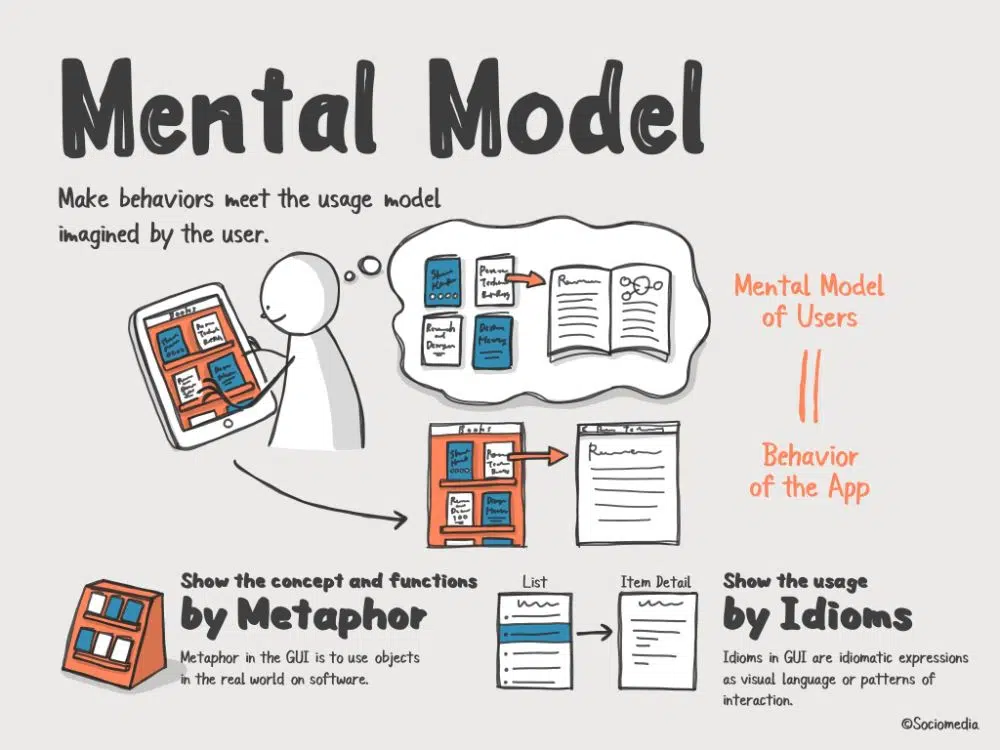 Mental Model
Make behaviors meet the usage model
imagined by the user.
Books
Mental Model
of Users
Behavior
of the App
Books
Show the concept and functions
by Metaphor
Metaphor in the GUI is to use objects
in the real world on software.
List
Item Detail
Show the usage
by Idioms
Idioms in GUI are idiomatic expressions
as visual language or patterns of
interaction.
©Sociomedia